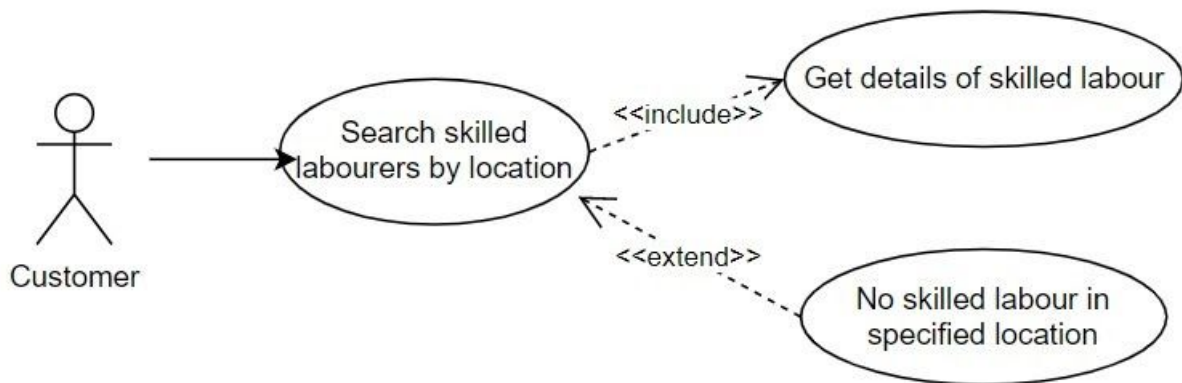 Get details of skilled labour
<<include>>
Search skilled
labourers by location
<<extend>>
Customer
No skilled labour in
specified location